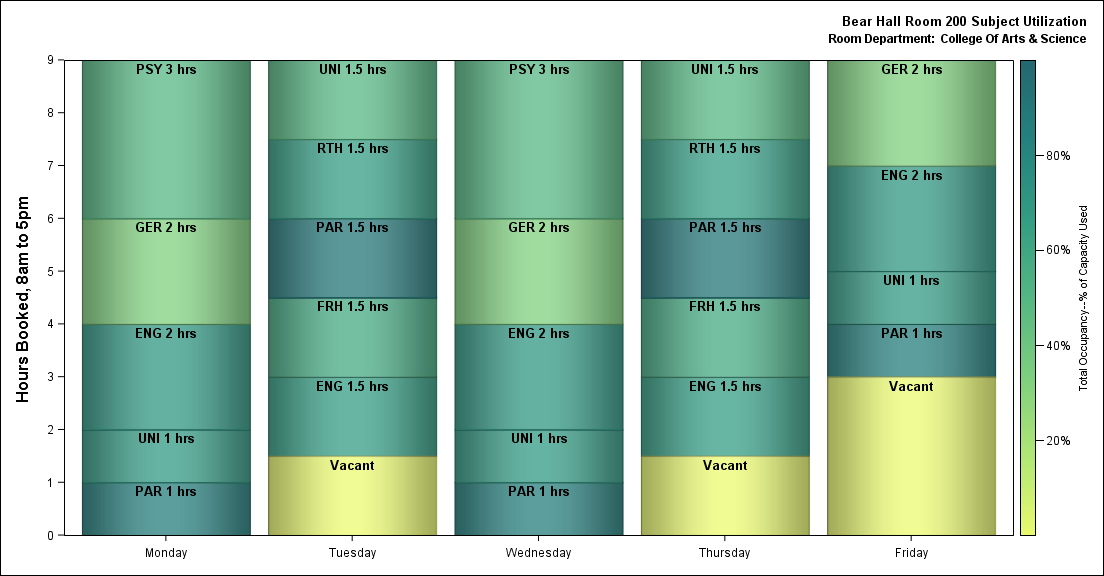 Bear Hall Room 200 Subject Utilization
Room Department: College Of Arts & Science
Hours Booked, 8am to 5pm
9
8
7
6
5
4
3
2
1
0
PSY 3 hrs
GER 2 hrs
ENG 2 hrs
UNI 1 hrs
PAR 1 hrs
UNI 1.5 hrs
RTH 1.5 hrs
PAR 1.5 hrs
FRH 1.5 hrs
ENG 1.5 hrs
Vacant
PSY 3 hrs
GER 2 hrs
ENG 2 hrs
UNI 1 hrs
PAR 1 hrs
UNI 1.5 hrs
RTH 1.5 hrs
PAR 1.5 hrs
FRH 1.5 hrs
ENG 1.5 hrs
Vacant
GER 2 hrs
ENG 2 hrs
UNI 1 hrs
PAR 1 hrs
Vacant
Monday
Tuesday
Wednesday
Thursday
Friday
80%
60%
40%
20%
Total Occupancy--% of Capacity Used